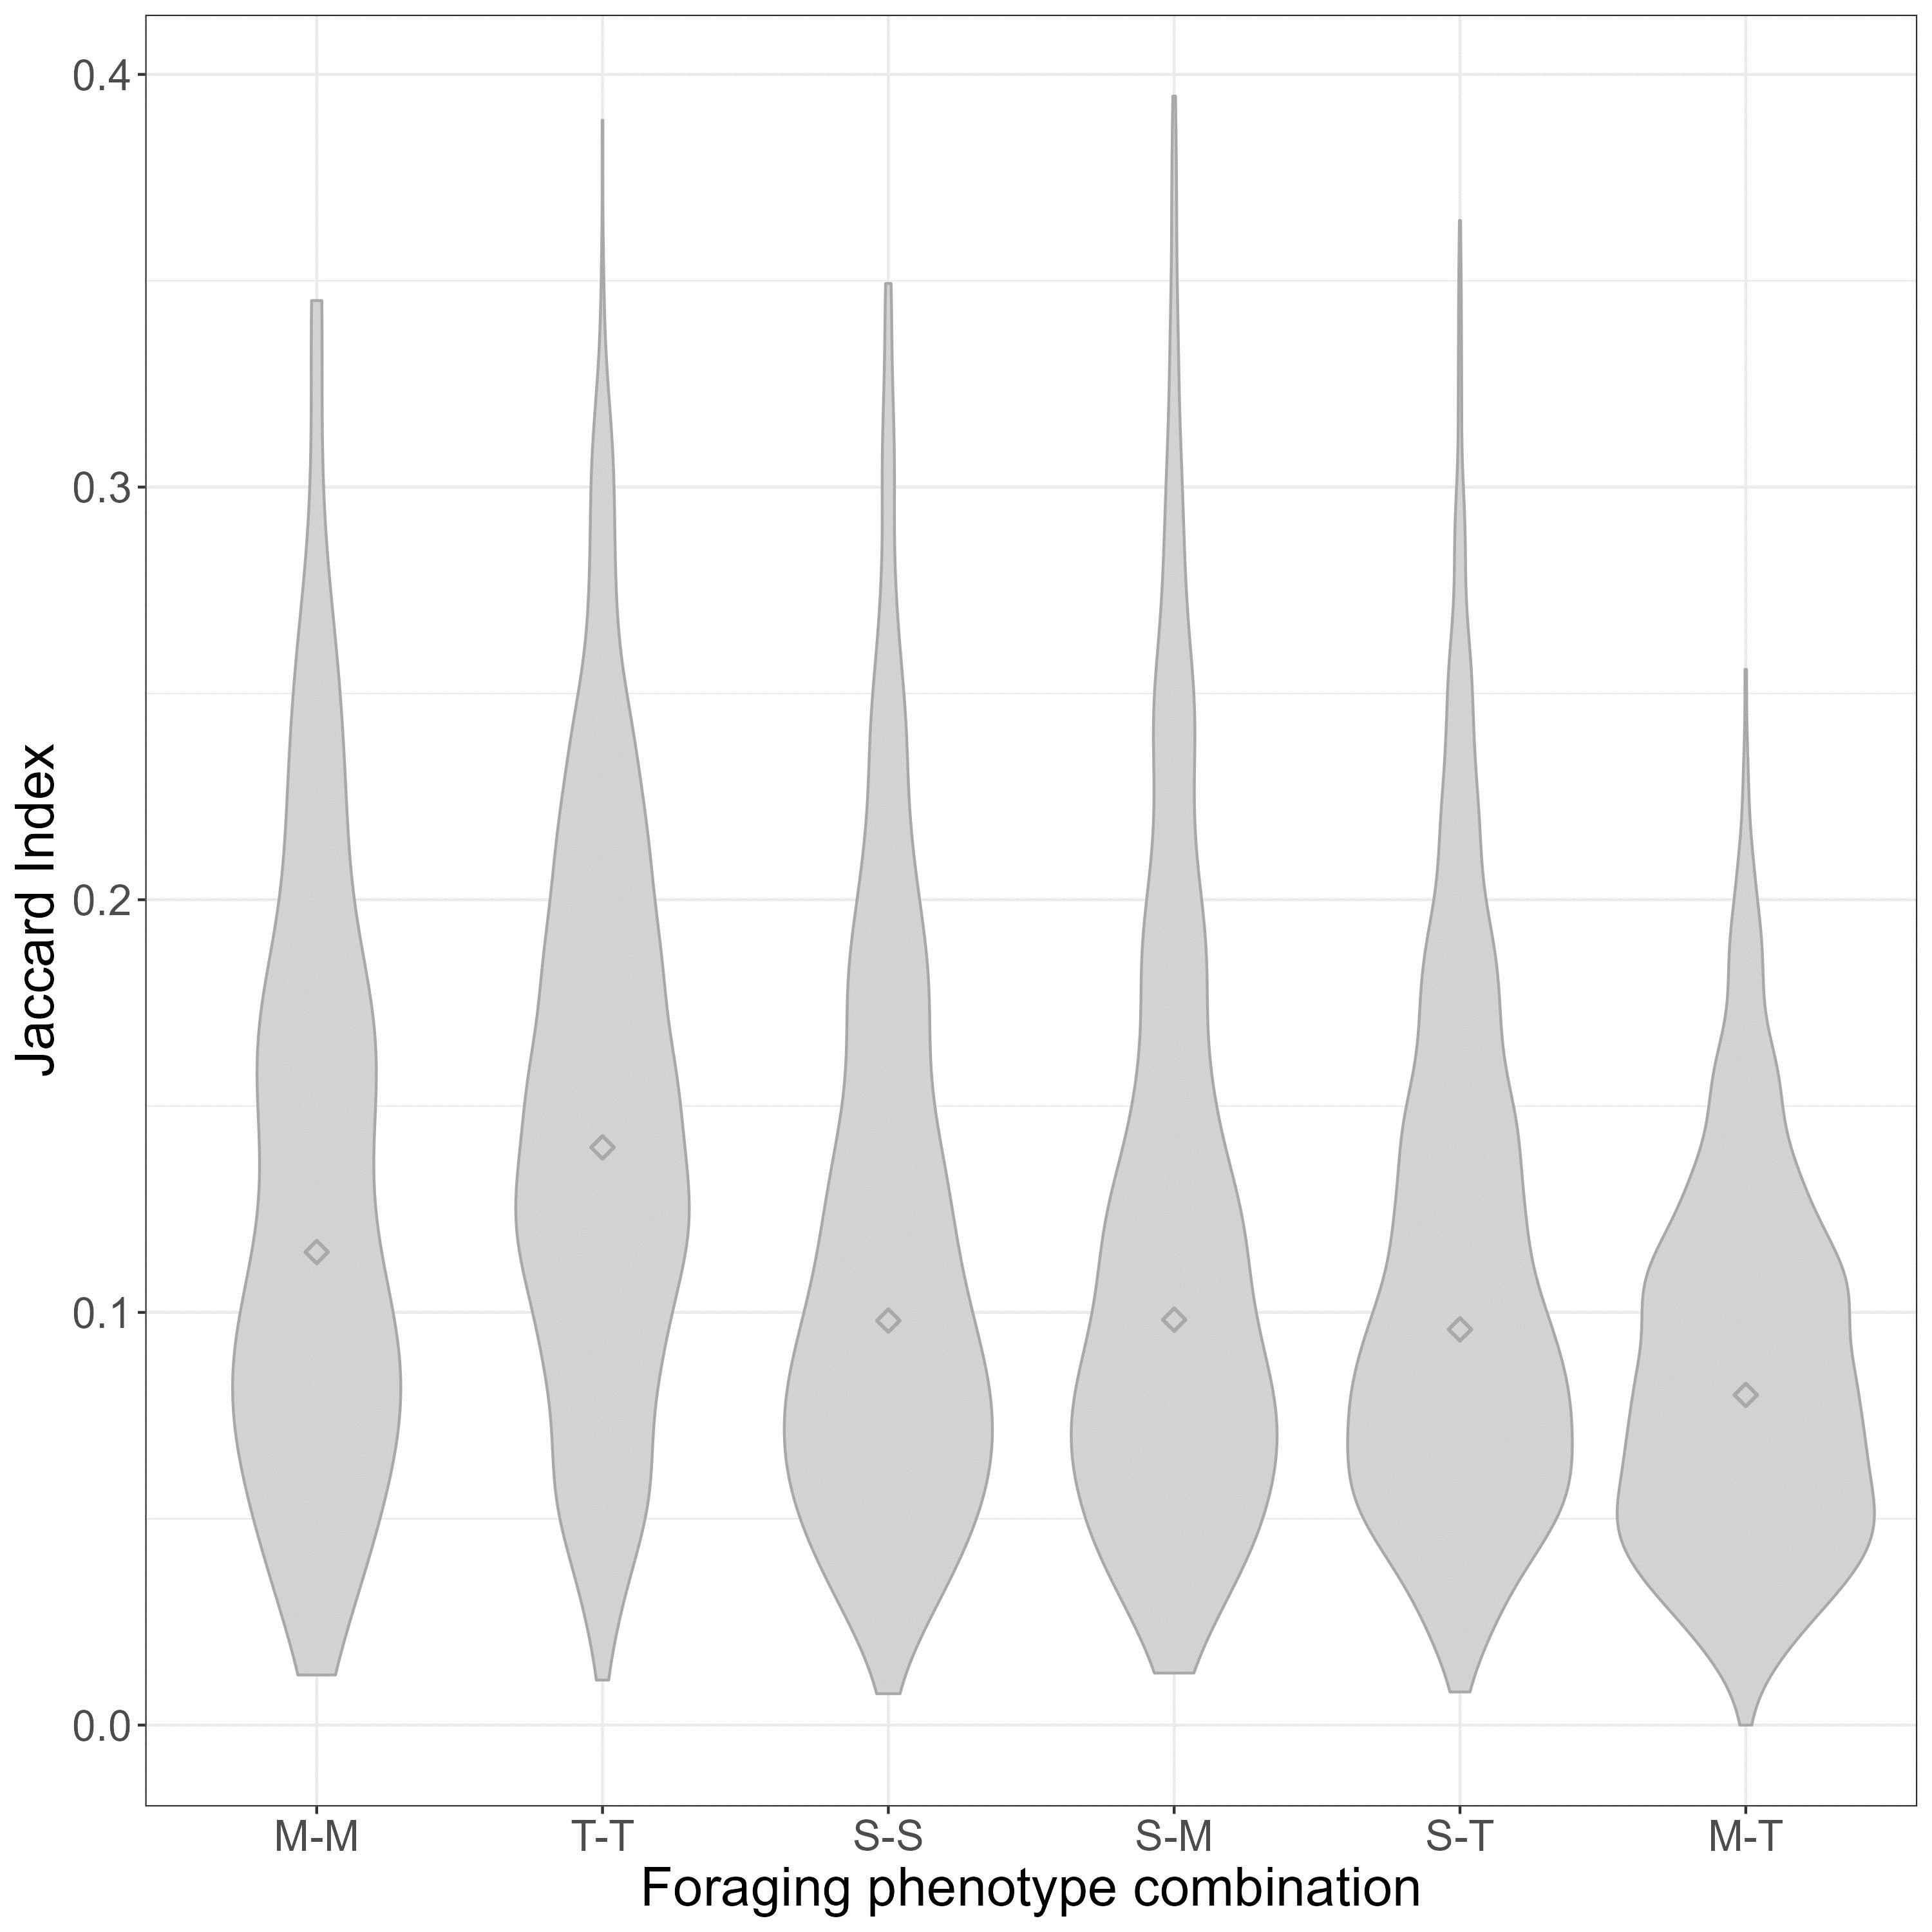 0.4
0.3
0.2
0.1
0.0
Jaccard Index
M-M T-T S-S S-M S-T M-T
Foraging phenotype combination